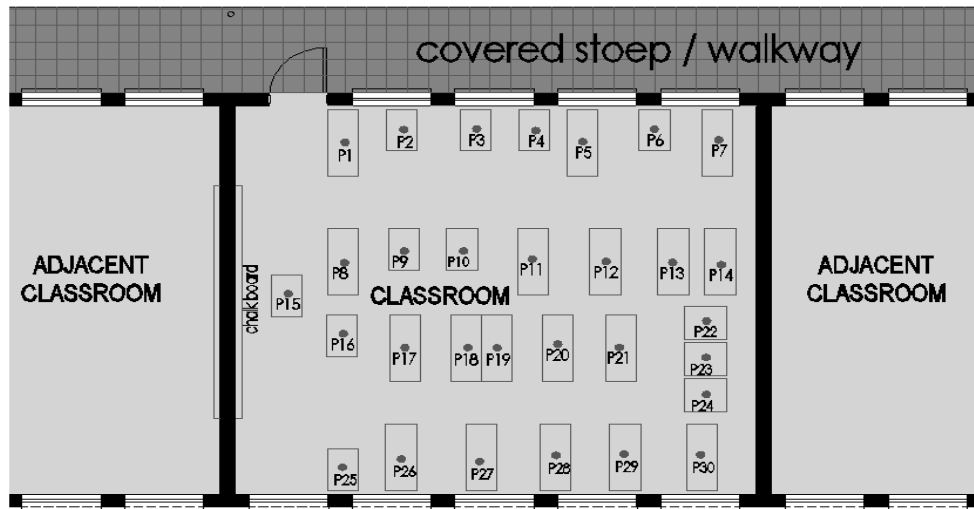 covered stoep / walkway
P1
P2
P3
P4
P5
P6
P7
ADJACENT
CLASSROOM
chalkboard
P8
P9
P10
P11
P12
P13
P14
P15
CLASSROOM
ADJACENT
CLASSROOM
P16
P17
P18
P19
P20
P21
P22
P23
P24
P25
P26
P27
P28
P29
P30